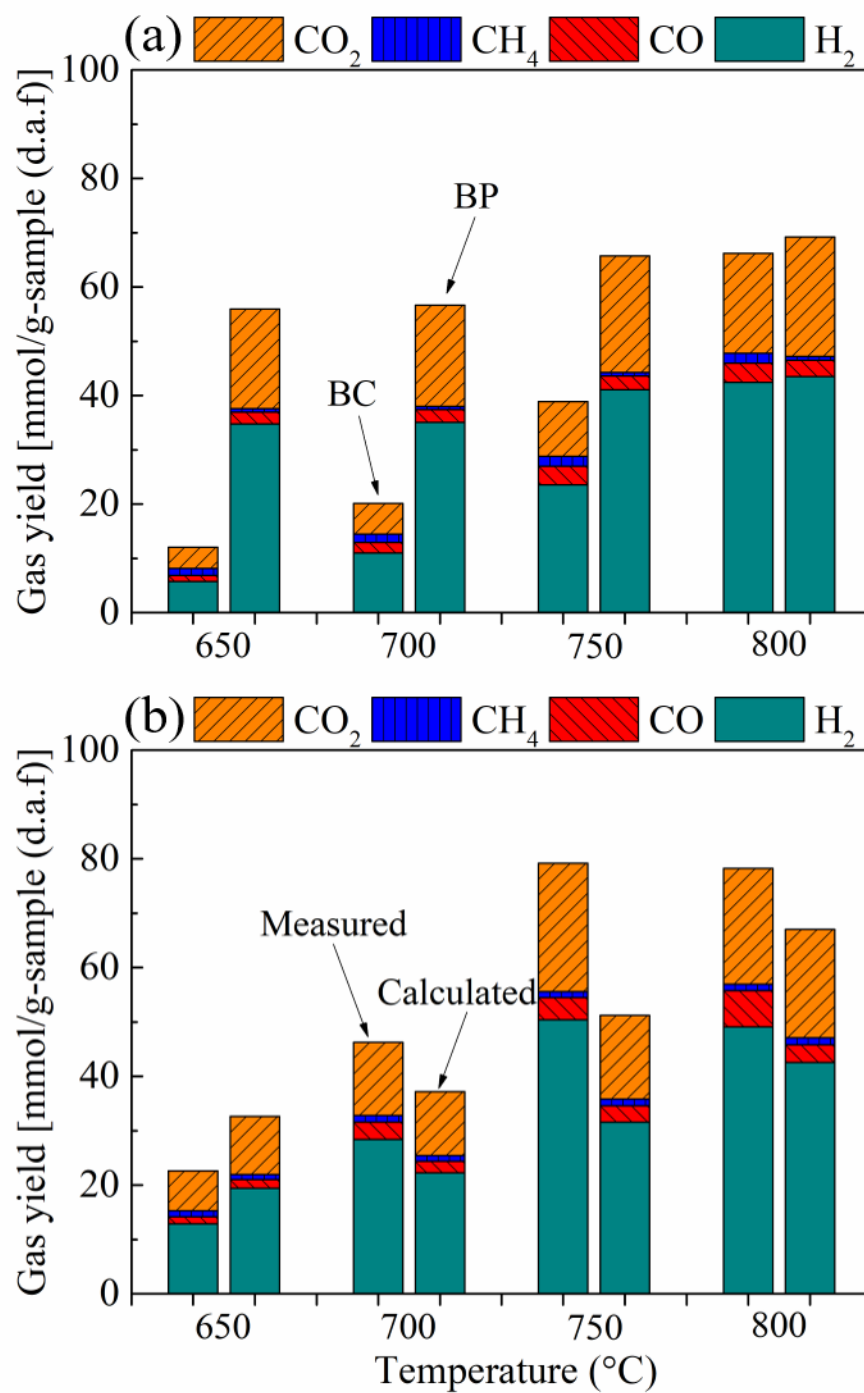 (a) CO₂ CH₄ CO H₂
Gas yield [mmol/g-sample (d.a.f)]
100
80
60
40
20
0
BP
BC
650 700 750 800
(b) CO₂ CH₄ CO H₂
Gas yield [mmol/g-sample (d.a.f)]
100
80
60
40
20
0
Measured
Calculated
650 700 750 800
Temperature (°C)